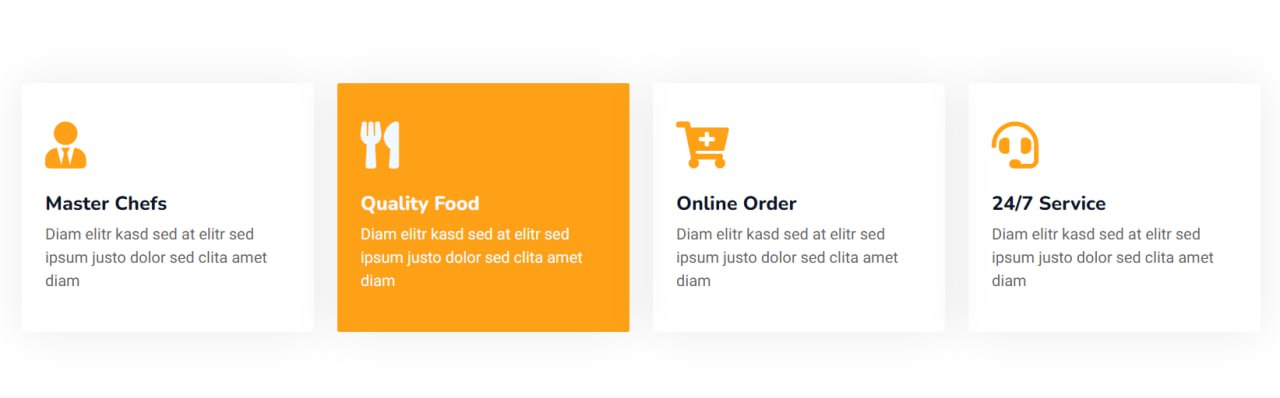 Master Chefs
Diam elitr kasd sed at elitr sed
ipsum justo dolor sed clita amet
diam
Quality Food
Diam elitr kasd sed at elitr sed
ipsum justo dolor sed clita amet
diam
Online Order
Diam elitr kasd sed at elitr sed
ipsum justo dolor sed clita amet
diam
24/7 Service
Diam elitr kasd sed at elitr sed
ipsum justo dolor sed clita amet
diam